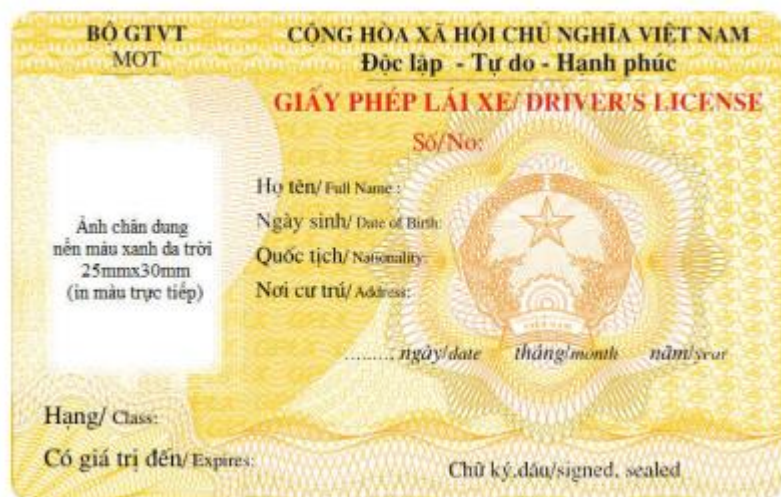 BỘ GTVT
MOT
CỘNG HÒA XÃ HỘI CHỦ NGHĨA VIỆT NAM
Độc lập - Tự do - Hạnh phúc
GIẤY PHÉP LÁI XE/ DRIVER'S LICENSE
Số/No:
Ảnh chân dung
nền màu xanh da trời
25mmx30mm
(in màu trực tiếp)
Họ tên/ Full Name :
Ngày sinh/ Date of Birth:
Quốc tịch/ Nationality:
Nơi cư trú/ Address:
VIỆT NAM
........, ngày/date tháng/month năm/year
Hạng/ Class:
Có giá trị đến/ Expires:
Chữ ký,dấu/signed, sealed